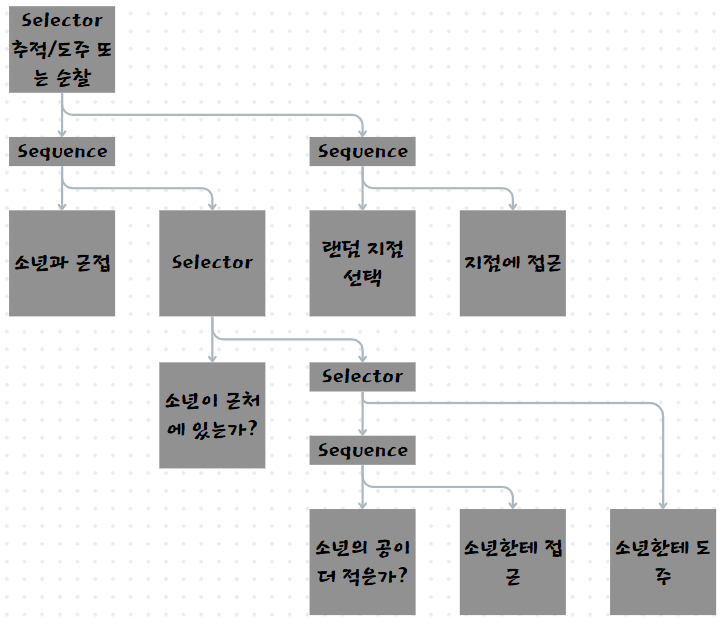 Selector
추적/도주 또
는 순찰
Sequence
Sequence
소년과 근접
Selector
랜덤 지점
선택
지점에 접근
소년이 근처
에 있는가?
Selector
Sequence
소년의 공이
더 적은가?
소년한테 접
근
소년한테 도
주